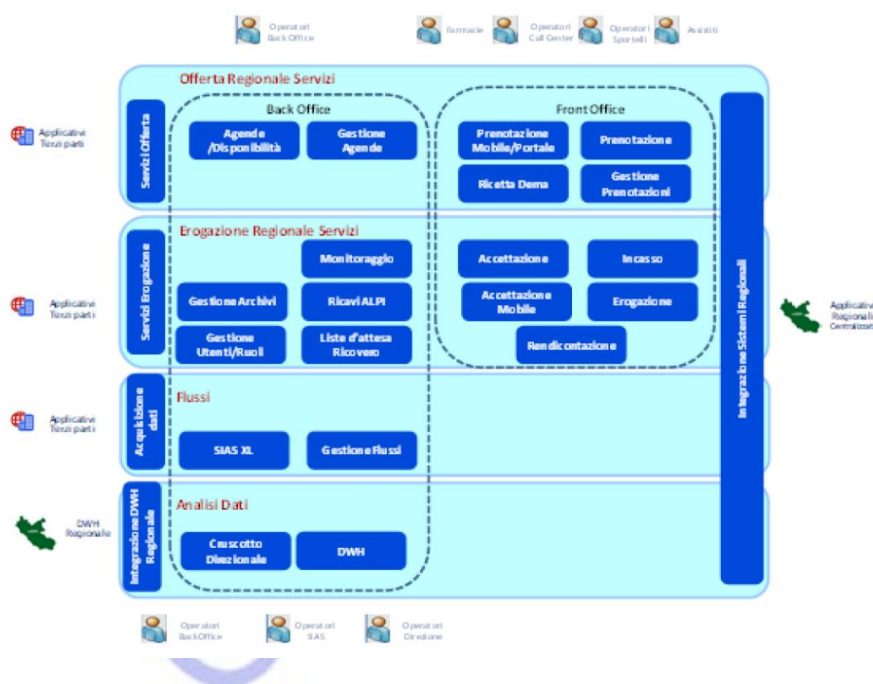 Operatori
BackOffice
Farmacie
Operatori
Call Center
Operatori
Sportelli
Assistiti
Offerta Regionale Servizi
Back Office
Front Office
Applicativi
Terzi parti
Servizi Offerta
Agende
/Disponibilità
Gestione
Agende
Prenotazione
Mobile/Portale
Prenotazione
Ricetta Dema
Gestione
Prenotazioni
Erogazione Regionale Servizi
Applicativi
Terzi parti
Servizi Erogazione
Monitoraggio
Accettazione
Incasso
Gestione Archivi
Ricavi ALPI
Accettazione
Mobile
Erogazione
Gestione
Utenti/Ruoli
Liste d'attesa
Ricovero
Rendicontazione
Integrazione Sistemi Regionali
Applicativi
Regionali
Centralizzati
Flussi
Applicativi
Terzi parti
Acquisizione
dati
SIAS XL
Gestione Flussi
Analisi Dati
DWH
Regionale
Integrazione DWH
Regionale
Cruscotto
Direzionale
DWH
Operatori
BackOffice
Operatori
SIAS
Operatori
Direzione